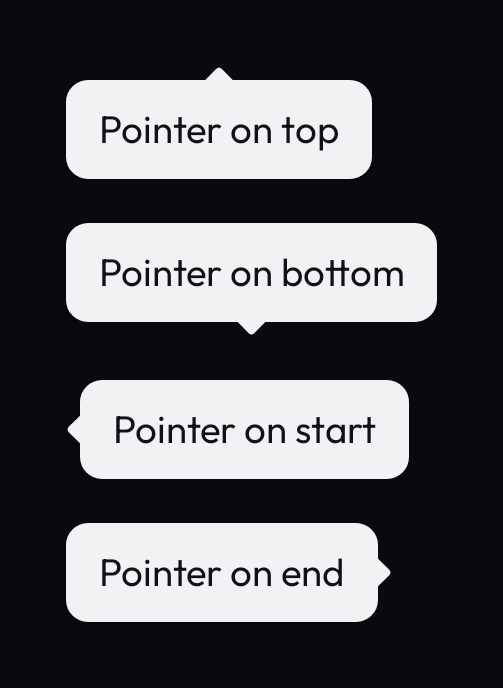 Pointer on top
Pointer on bottom
Pointer on start
Pointer on end